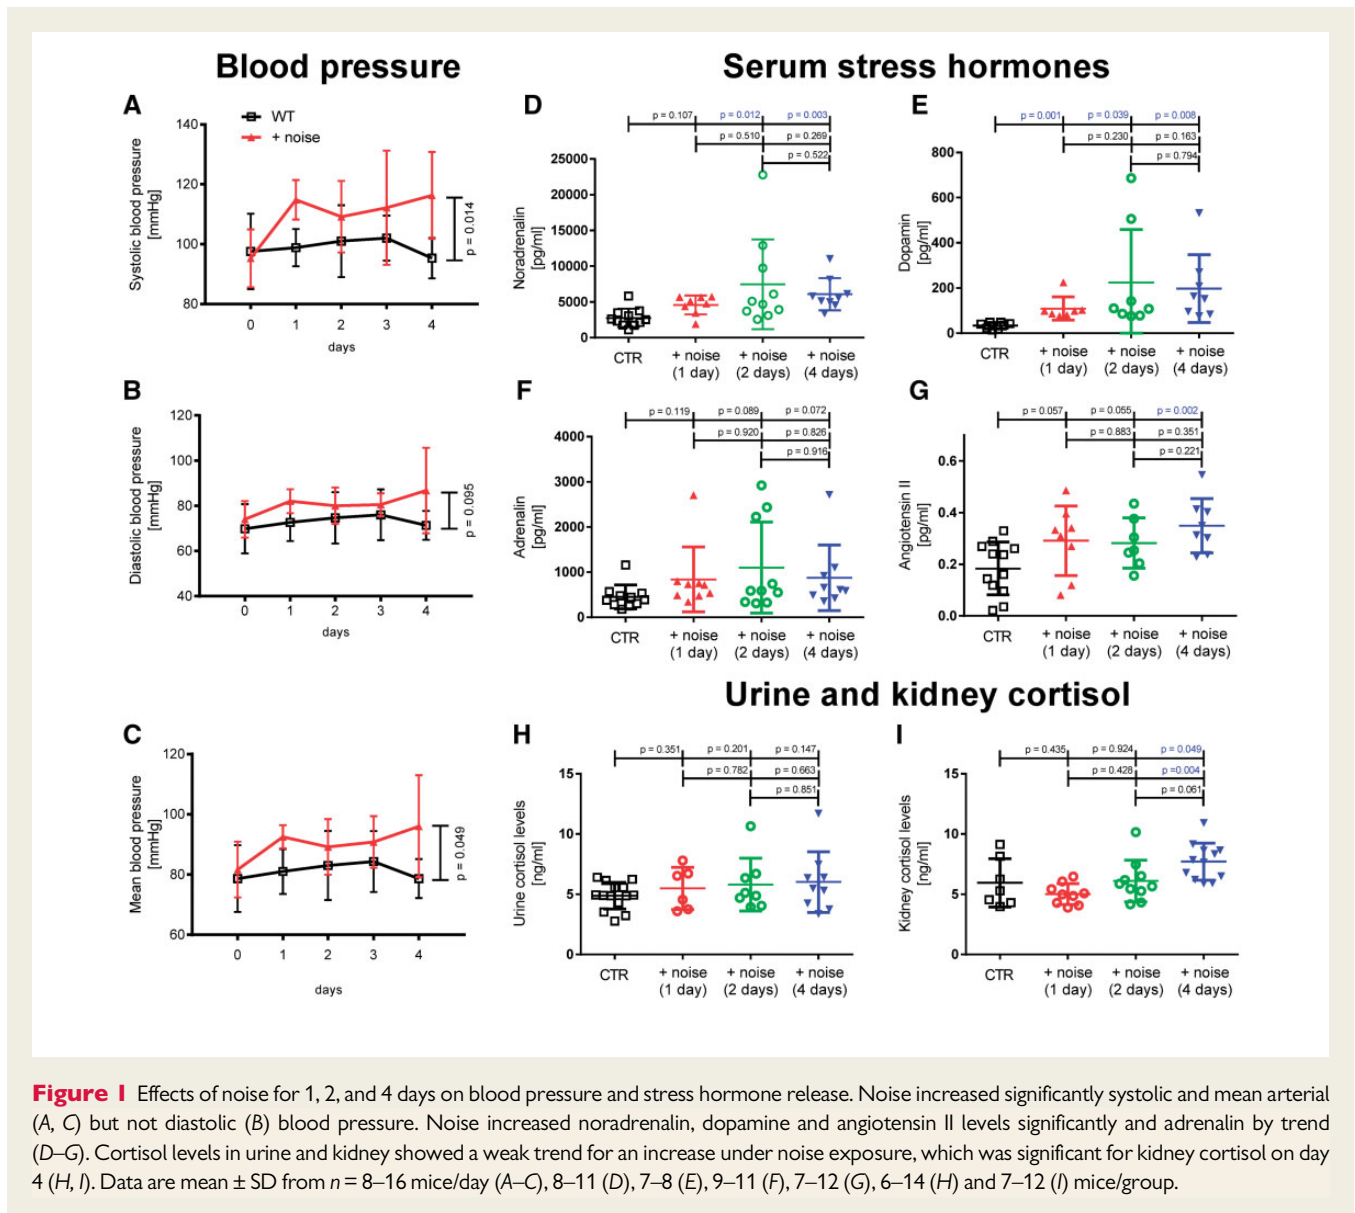 Blood pressure
Serum stress hormones
A
WT
+ noise
140
120
100
80
Systolic blood pressure
[mmHg]
p = 0.014
0 1 2 3 4
days
D
p = 0.107 p = 0.012 p = 0.003
p = 0.510 p = 0.269
p = 0.522
25000
20000
15000
10000
5000
0
Noradrenalin
[pg/ml]
CTR + noise + noise + noise
(1 day) (2 days) (4 days)
E
p = 0.001 p = 0.039 p = 0.008
p = 0.230 p = 0.163
p = 0.794
800
600
400
200
0
Dopamin
[pg/ml]
CTR + noise + noise + noise
(1 day) (2 days) (4 days)
B
120
100
80
60
40
Diastolic blood pressure
[mmHg]
p = 0.095
0 1 2 3 4
days
F
p = 0.119 p = 0.089 p = 0.072
p = 0.920 p = 0.826
p = 0.916
4000
3000
2000
1000
0
Adrenalin
[pg/ml]
CTR + noise + noise + noise
(1 day) (2 days) (4 days)
G
p = 0.057 p = 0.055 p = 0.002
p = 0.883 p = 0.351
p = 0.221
0.6
0.4
0.2
0.0
Angiotensin II
[pg/ml]
CTR + noise + noise + noise
(1 day) (2 days) (4 days)
Urine and kidney cortisol
C
120
100
80
60
Mean blood pressure
[mmHg]
p = 0.049
0 1 2 3 4
days
H
p = 0.351 p = 0.201 p = 0.147
p = 0.782 p = 0.663
p = 0.851
15
10
5
0
Urine cortisol levels
[ng/ml]
CTR + noise + noise + noise
(1 day) (2 days) (4 days)
I
p = 0.435 p = 0.924 p = 0.049
p = 0.428 p =0.004
p = 0.061
15
10
5
0
Kidney cortisol levels
[ng/ml]
CTR + noise + noise + noise
(1 day) (2 days) (4 days)
Figure 1 Effects of noise for 1, 2, and 4 days on blood pressure and stress hormone release. Noise increased significantly systolic and mean arterial
(A, C) but not diastolic (B) blood pressure. Noise increased noradrenalin, dopamine and angiotensin II levels significantly and adrenalin by trend
(D–G). Cortisol levels in urine and kidney showed a weak trend for an increase under noise exposure, which was significant for kidney cortisol on day
4 (H, I). Data are mean ± SD from n = 8–16 mice/day (A–C), 8–11 (D), 7–8 (E), 9–11 (F), 7–12 (G), 6–14 (H) and 7–12 (I) mice/group.